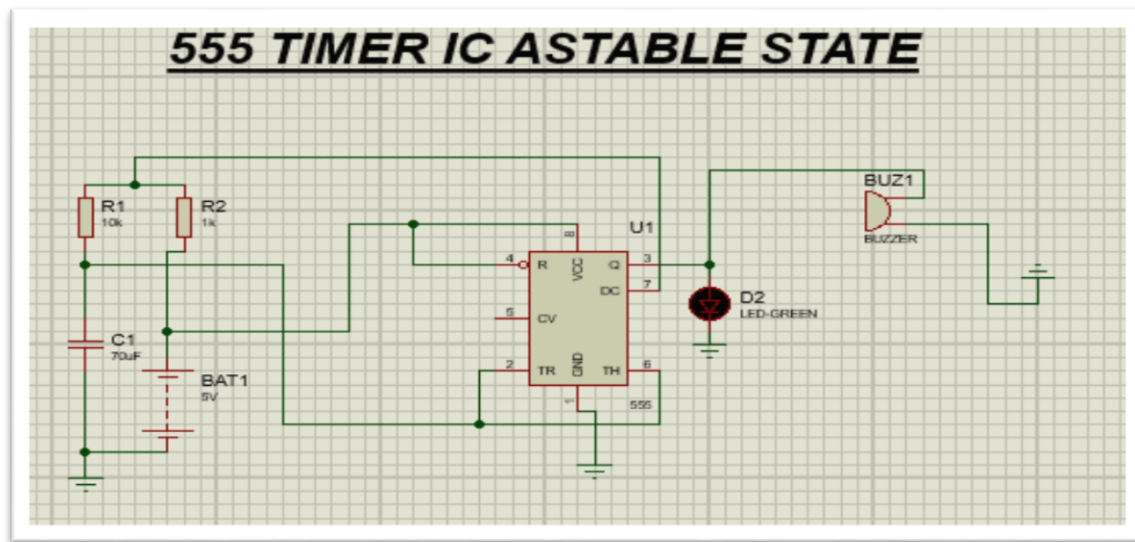 555 TIMER IC ASTABLE STATE
R1
10k
R2
1k
C1
70uF
BAT1
5V
U1
8
VCC
4
R
Q
3
DC
7
5
CV
2
TR
GND
TH
6
1
555
D2
LED-GREEN
BUZ1
BUZZER